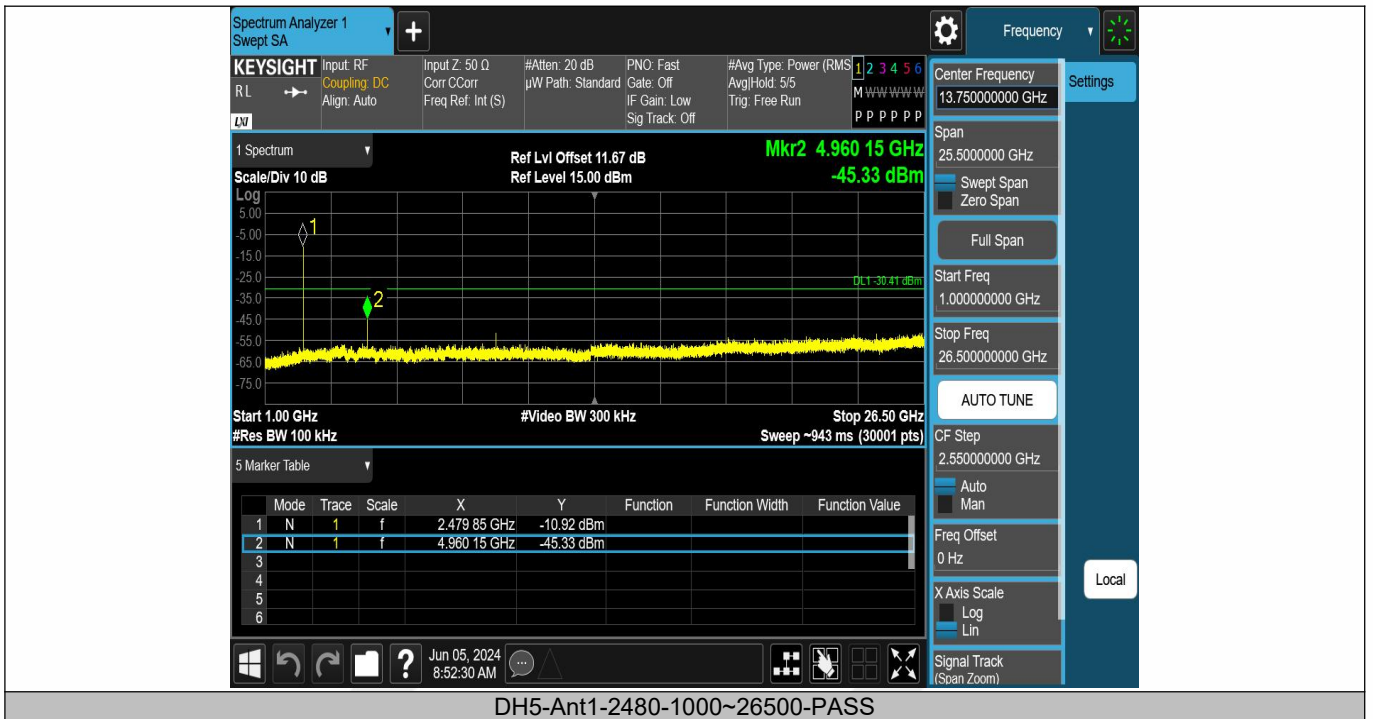 Spectrum Analyzer 1
Swept SA
+
Frequency
KEYSIGHT
RL
LXI
Input: RF
Coupling: DC
Align: Auto
Input Z: 50 Ω
Corr CCorr
Freq Ref: Int (S)
#Atten: 20 dB
µW Path: Standard
PNO: Fast
Gate: Off
IF Gain: Low
Sig Track: Off
#Avg Type: Power (RMS
Avg|Hold: 5/5
Trig: Free Run
1 2 3 4 5 6
M W W W W W
P P P P P P
1 Spectrum
Scale/Div 10 dB
Ref Lvl Offset 11.67 dB
Ref Level 15.00 dBm
Mkr2 4.960 15 GHz
-45.33 dBm
Log
5.00
-5.00
-15.0
-25.0
-35.0
-45.0
-55.0
-65.0
-75.0
1
2
DL1 -30.41 dBm
Start 1.00 GHz
#Video BW 300 kHz
Stop 26.50 GHz
#Res BW 100 kHz
Sweep ~943 ms (30001 pts)
5 Marker Table
Mode Trace Scale X Y Function Function Width Function Value
1 N 1 f 2.479 85 GHz -10.92 dBm
2 N 1 f 4.960 15 GHz -45.33 dBm
3
4
5
6
Jun 05, 2024
8:52:30 AM
?
Center Frequency
13.750000000 GHz
Settings
Span
25.5000000 GHz
Swept Span
Zero Span
Full Span
Start Freq
1.000000000 GHz
Stop Freq
26.500000000 GHz
AUTO TUNE
CF Step
2.550000000 GHz
Auto
Man
Freq Offset
0 Hz
X Axis Scale
Log
Lin
Local
Signal Track
(Span Zoom)
DH5-Ant1-2480-1000~26500-PASS